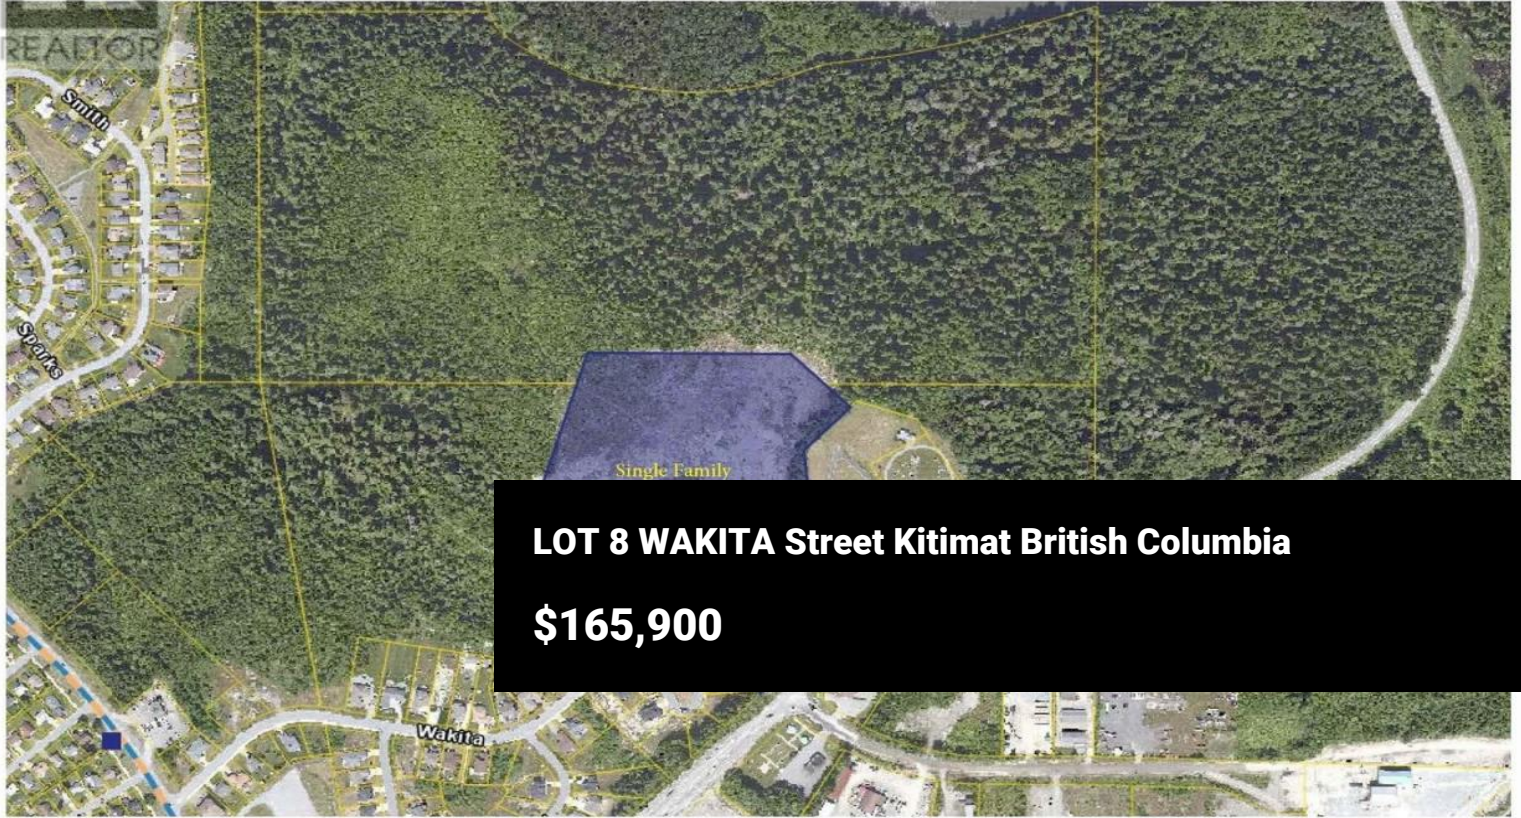 REALTOR
Smith
Sparks
Single Family
LOT 8 WAKITA Street Kitimat British Columbia
$165,900
Wakita